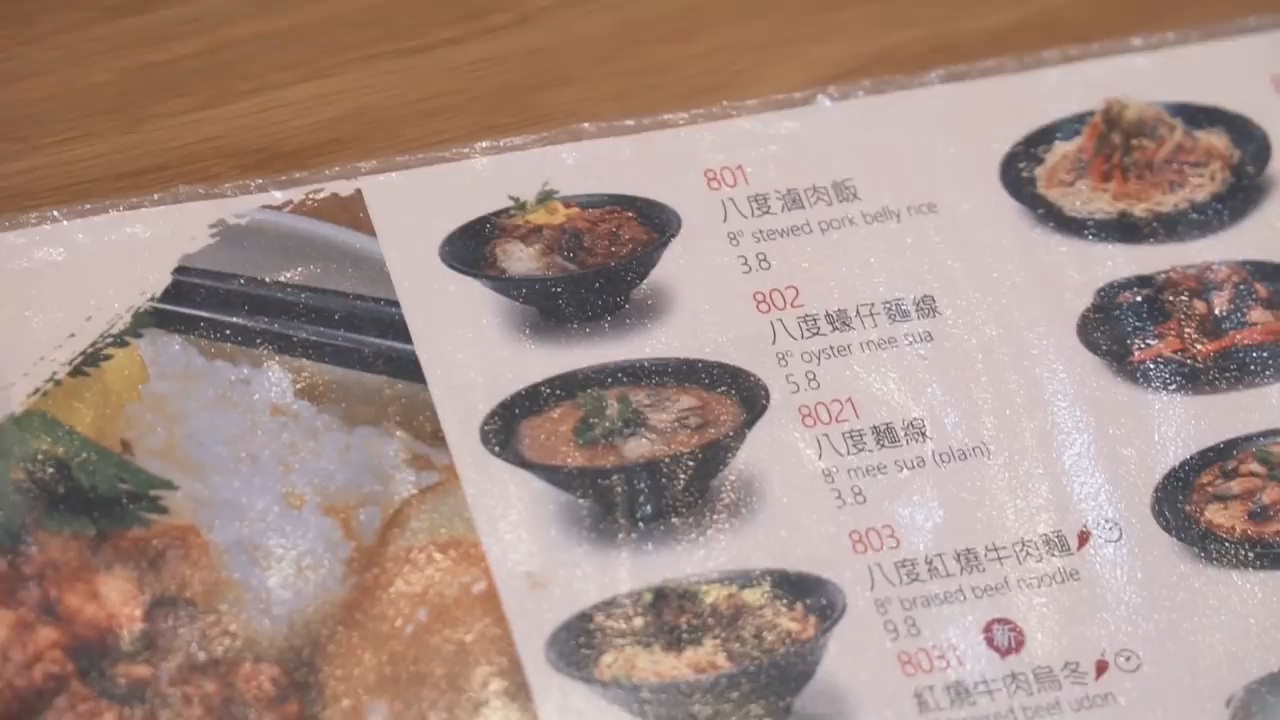 801
八度滷肉飯
8° stewed pork belly rice
3.8
802
八度蠔仔麵線
8° oyster mee sua
5.8
8021
八度麵線
8° mee sua (plain)
3.8
803
八度紅燒牛肉麵
8° braised beef noodle
9.8
8031
新
紅燒牛肉烏冬
beef udon